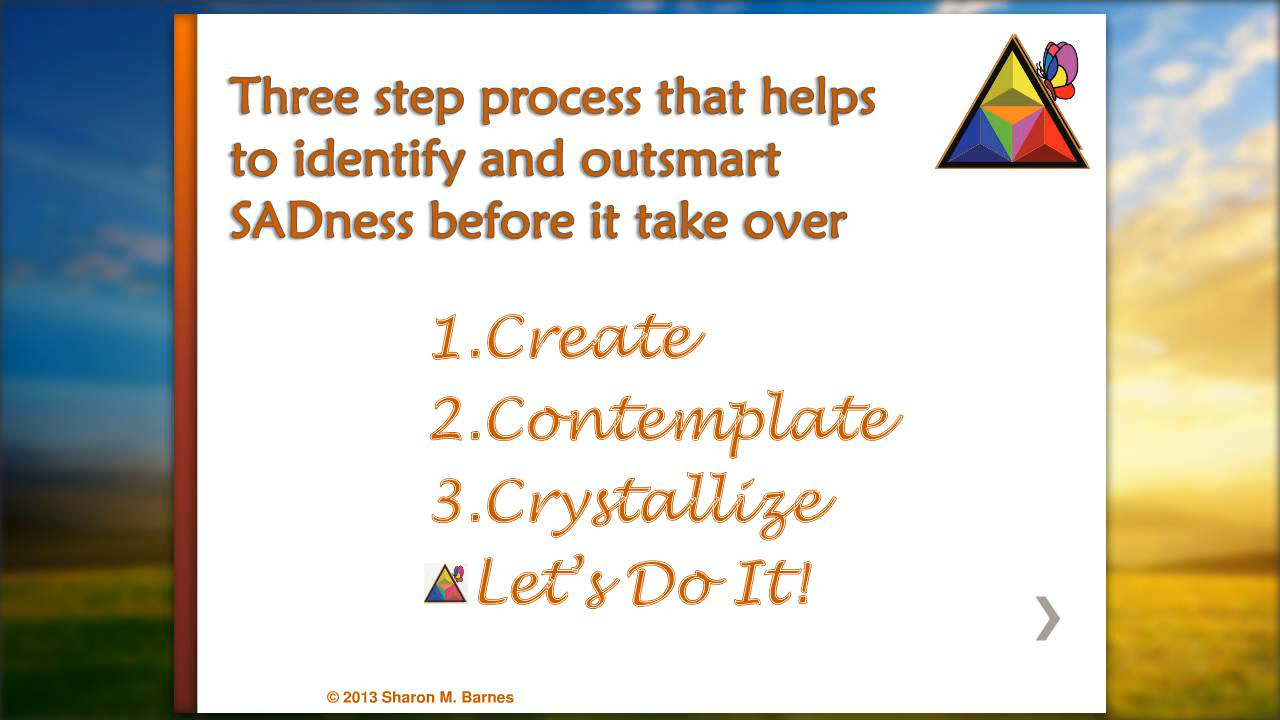 Three step process that helps
to identify and outsmart
SADness before it take over
1.Create
2.Contemplate
3.Crystallize
Let's Do It!
© 2013 Sharon M. Barnes